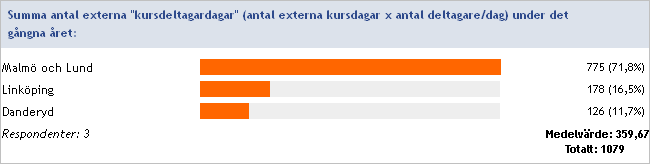 Summa antal externa "kursdeltagardagar" (antal externa kursdagar x antal deltagare/dag) under det
gångna året:
Malmö och Lund 775 (71,8%)
Linköping 178 (16,5%)
Danderyd 126 (11,7%)
Respondenter: 3 Medelvärde: 359,67
Totalt: 1079